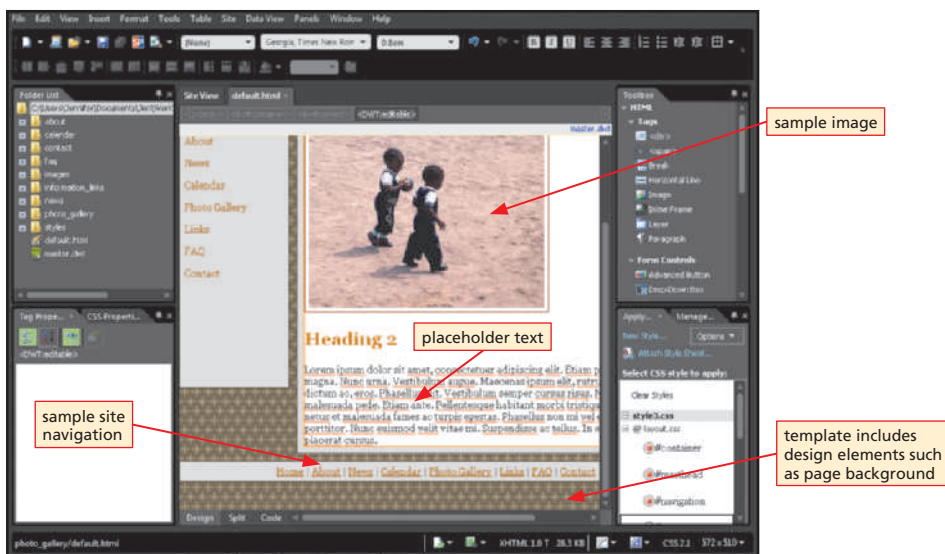 File Edit View Insert Format Tools Table Site Data View Panels Window Help
(None) Georgia, Times New Rom 0.8em
Folder List
about
calendar
contact
faq
images
information_links
news
photo_gallery
styles
default.html
master.dwt
Site View default.html
<DWT:editable>
master.dwt
About
News
Calendar
Photo Gallery
Links
FAQ
Contact
Heading 2
Lorem ipsum dolor sit amet, consectetuer adipiscing elit. Etiam p
magna. Nunc urna. Vestibulum augue. Maecenas ipsum elit, rutru
dictum ac, eros. Phasellus elit. Vestibulum semper cursus risus. N
malesuada pede. Etiam ante. Pellentesque habitant morbi tristique
netus et malesuada fames ac turpis egestas. Phasellus non mi vel e
porttitor. Nunc euismod velit vitae mi. Suspendisse ac tellus. In a
placerat cursus.
Home | About | News | Calendar | Photo Gallery | Links | FAQ | Contact
Design Split Code
Toolbox
HTML
Tags
<div>
<span>
Break
Horizontal Line
Image
Inline Frame
Layer
Paragraph
Form Controls
Advanced Button
Drop-Down Box
Tag Prope... CSS Properti...
<DWT:editable>
Apply... Manage...
New Style... Options
Attach Style Sheet...
Select CSS style to apply:
Clear Styles
style3.css
@ layout.css
#container
#masthead
#navigation
photo_gallery/default.html
XHTML 1.0 T 28.3 KB CSS 2.1 572 x 510
sample image
placeholder text
sample site
navigation
template includes
design elements such
as page background